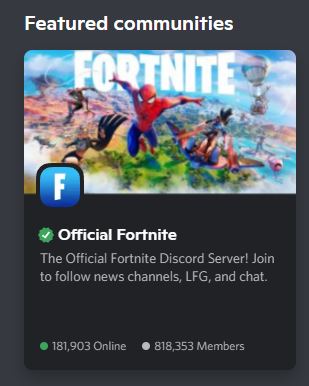 Featured communities
FORTNITE
F
Official Fortnite
The Official Fortnite Discord Server! Join
to follow news channels, LFG, and chat.
181,903 Online 818,353 Members